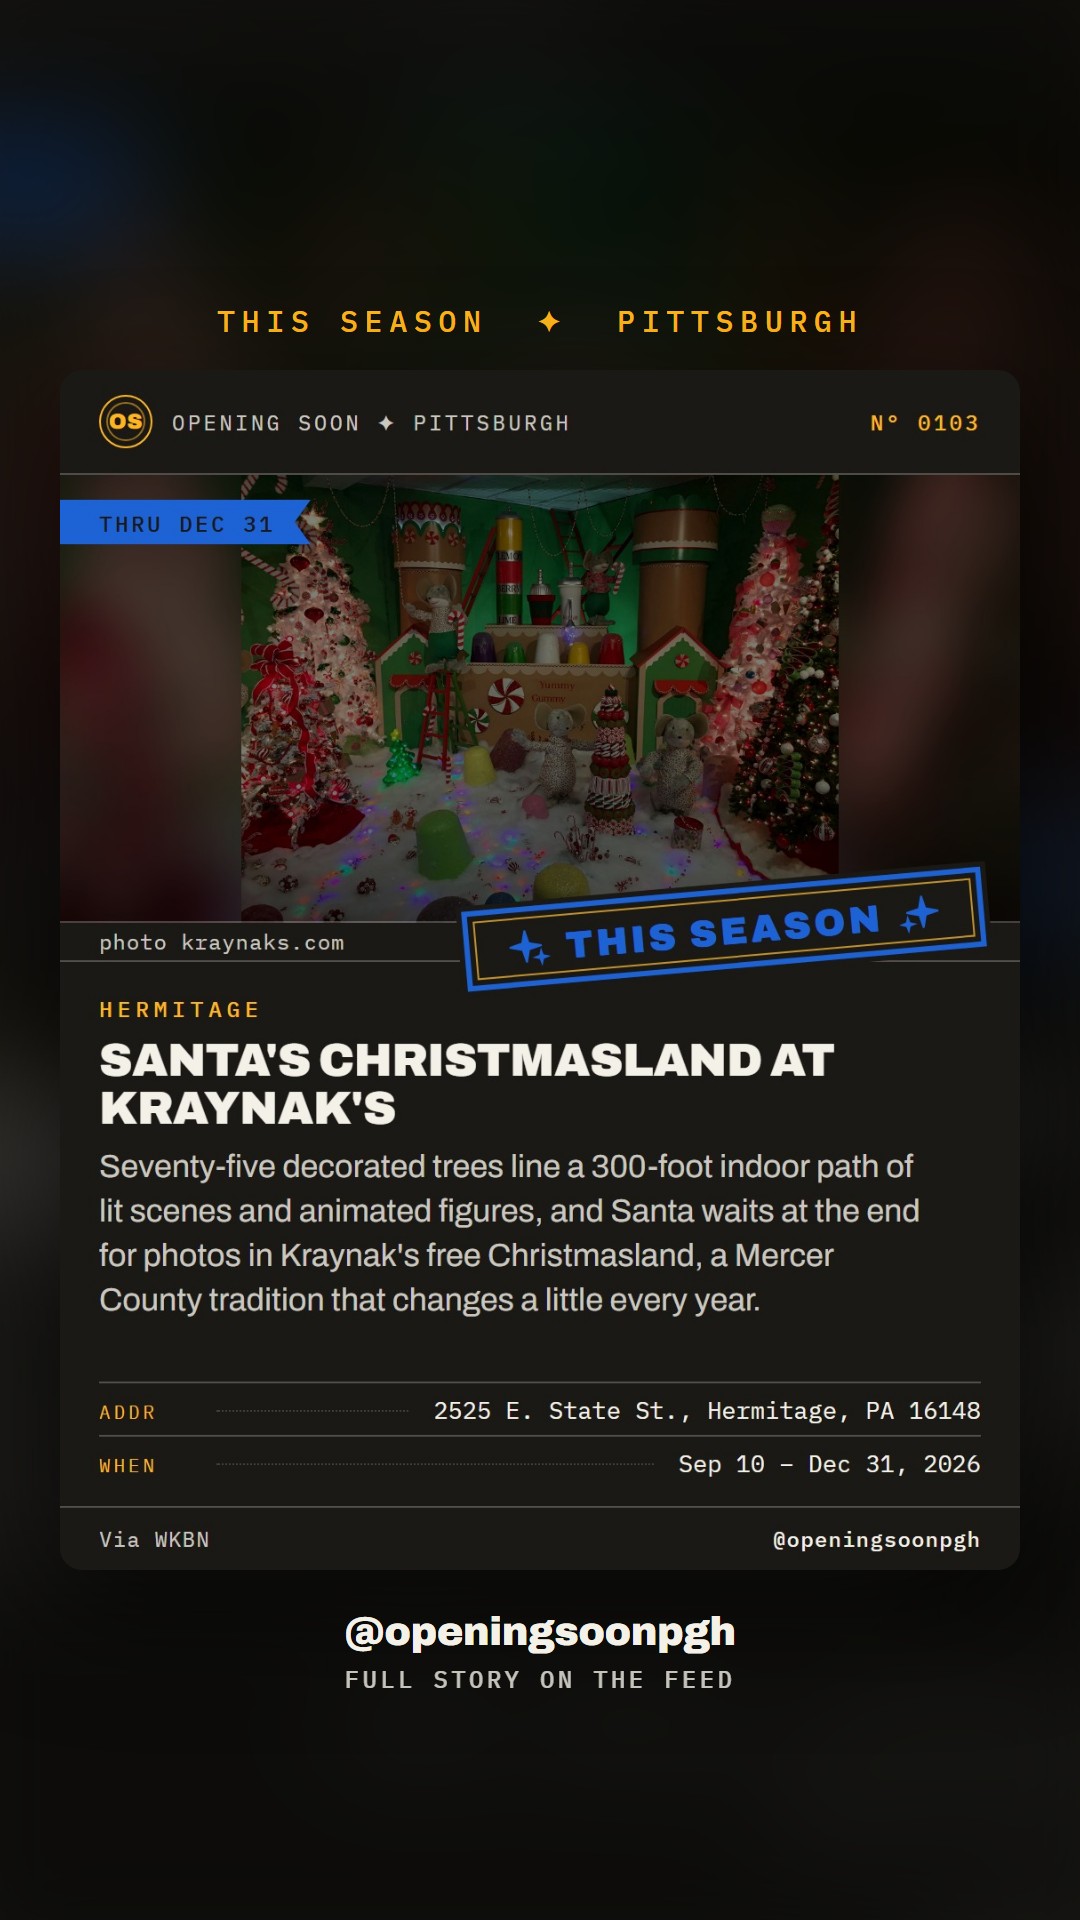 THIS SEASON ✦ PITTSBURGH
OS OPENING SOON ✦ PITTSBURGH N° 0103
THRU DEC 31
Yummy
Gummy
THIS SEASON
photo kraynaks.com
HERMITAGE
SANTA'S CHRISTMASLAND AT
KRAYNAK'S
Seventy-five decorated trees line a 300-foot indoor path of
lit scenes and animated figures, and Santa waits at the end
for photos in Kraynak's free Christmasland, a Mercer
County tradition that changes a little every year.
ADDR 2525 E. State St., Hermitage, PA 16148
WHEN Sep 10 – Dec 31, 2026
Via WKBN @openingsoonpgh
@openingsoonpgh
FULL STORY ON THE FEED